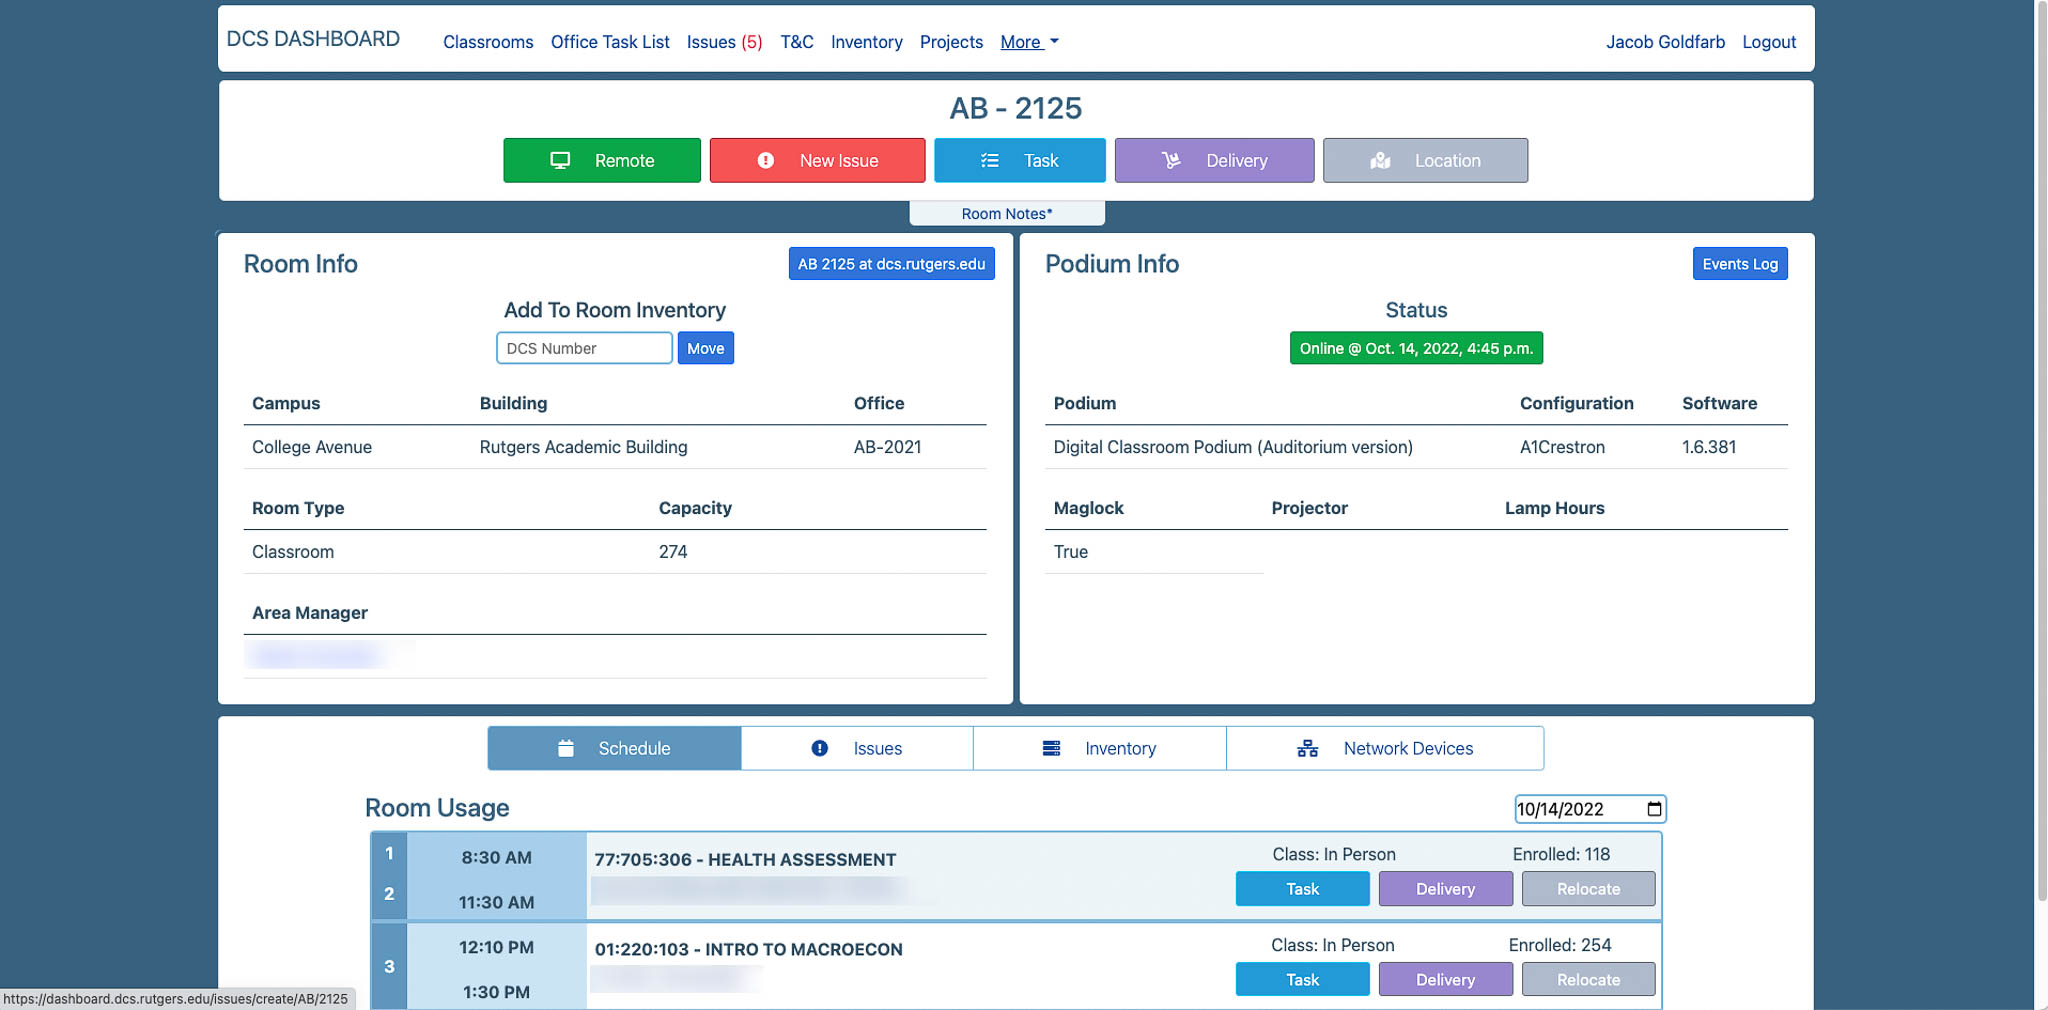 DCS DASHBOARD Classrooms Office Task List Issues (5) T&C Inventory Projects More Jacob Goldfarb Logout
AB - 2125
Remote New Issue Task Delivery Location
Room Notes*
Room Info AB 2125 at dcs.rutgers.edu
Add To Room Inventory
DCS Number Move
Campus Building Office
College Avenue Rutgers Academic Building AB-2021
Room Type Capacity
Classroom 274
Area Manager
Podium Info Events Log
Status
Online @ Oct. 14, 2022, 4:45 p.m.
Podium Configuration Software
Digital Classroom Podium (Auditorium version) A1Crestron 1.6.381
Maglock Projector Lamp Hours
True
Schedule Issues Inventory Network Devices
Room Usage 10/14/2022
1 8:30 AM 77:705:306 - HEALTH ASSESSMENT Class: In Person Enrolled: 118
2 11:30 AM Task Delivery Relocate
12:10 PM 01:220:103 - INTRO TO MACROECON Class: In Person Enrolled: 254
3 Task Delivery Relocate
1:30 PM
https://dashboard.dcs.rutgers.edu/issues/create/AB/2125